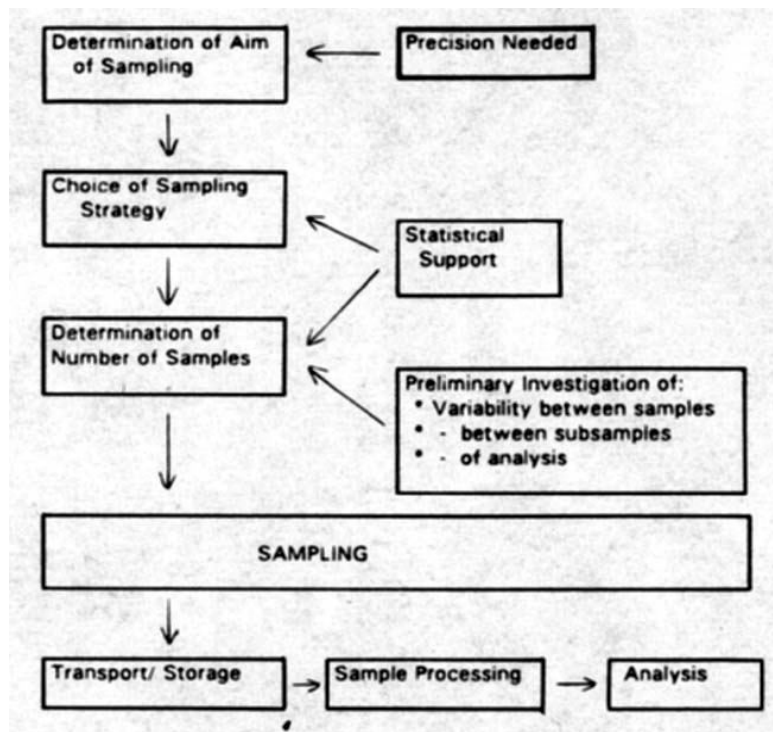 Determination of Aim
of Sampling
Precision Needed
Choice of Sampling
Strategy
Statistical
Support
Determination of
Number of Samples
Preliminary Investigation of:
* Variability between samples
* - between subsamples
* - of analysis
SAMPLING
Transport/ Storage
Sample Processing
Analysis